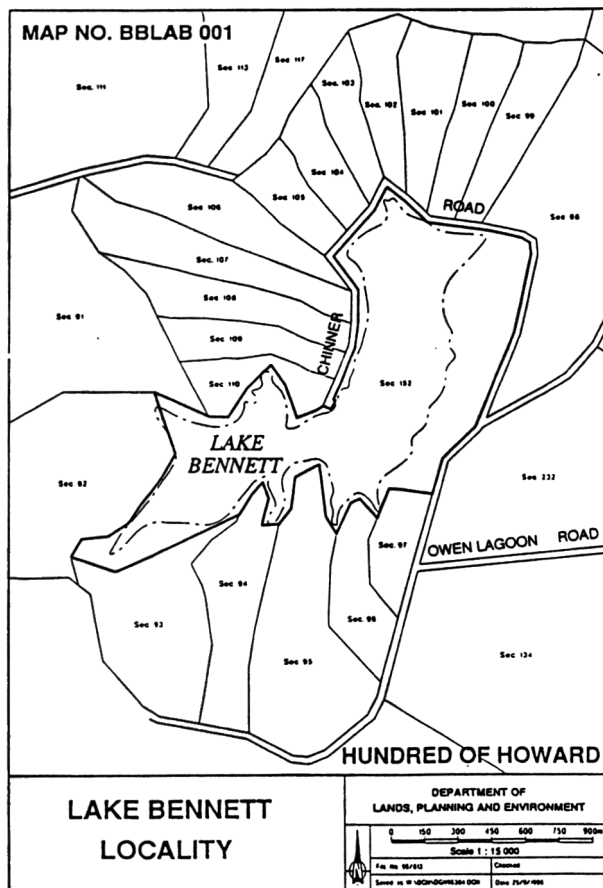 MAP NO. BBLAB 001
Sec. 111
Sec 113
Sec 117
Sec 103
Sec 102
Sec 101
Sec 100
Sec 99
Sec 98
Sec 104
Sec 105
Sec 106
ROAD
Sec 107
Sec 108
Sec 109
Sec 110
CHINNER
Sec 91
Sec 152
LAKE
BENNETT
Sec 92
Sec 232
Sec 97
OWEN LAGOON ROAD
Sec 94
Sec 93
Sec 96
Sec 95
Sec 134
HUNDRED OF HOWARD
LAKE BENNETT
LOCALITY
DEPARTMENT OF
LANDS, PLANNING AND ENVIRONMENT
0 150 300 450 600 750 900m
Scale 1 : 15 000
File No.
Checked
Date